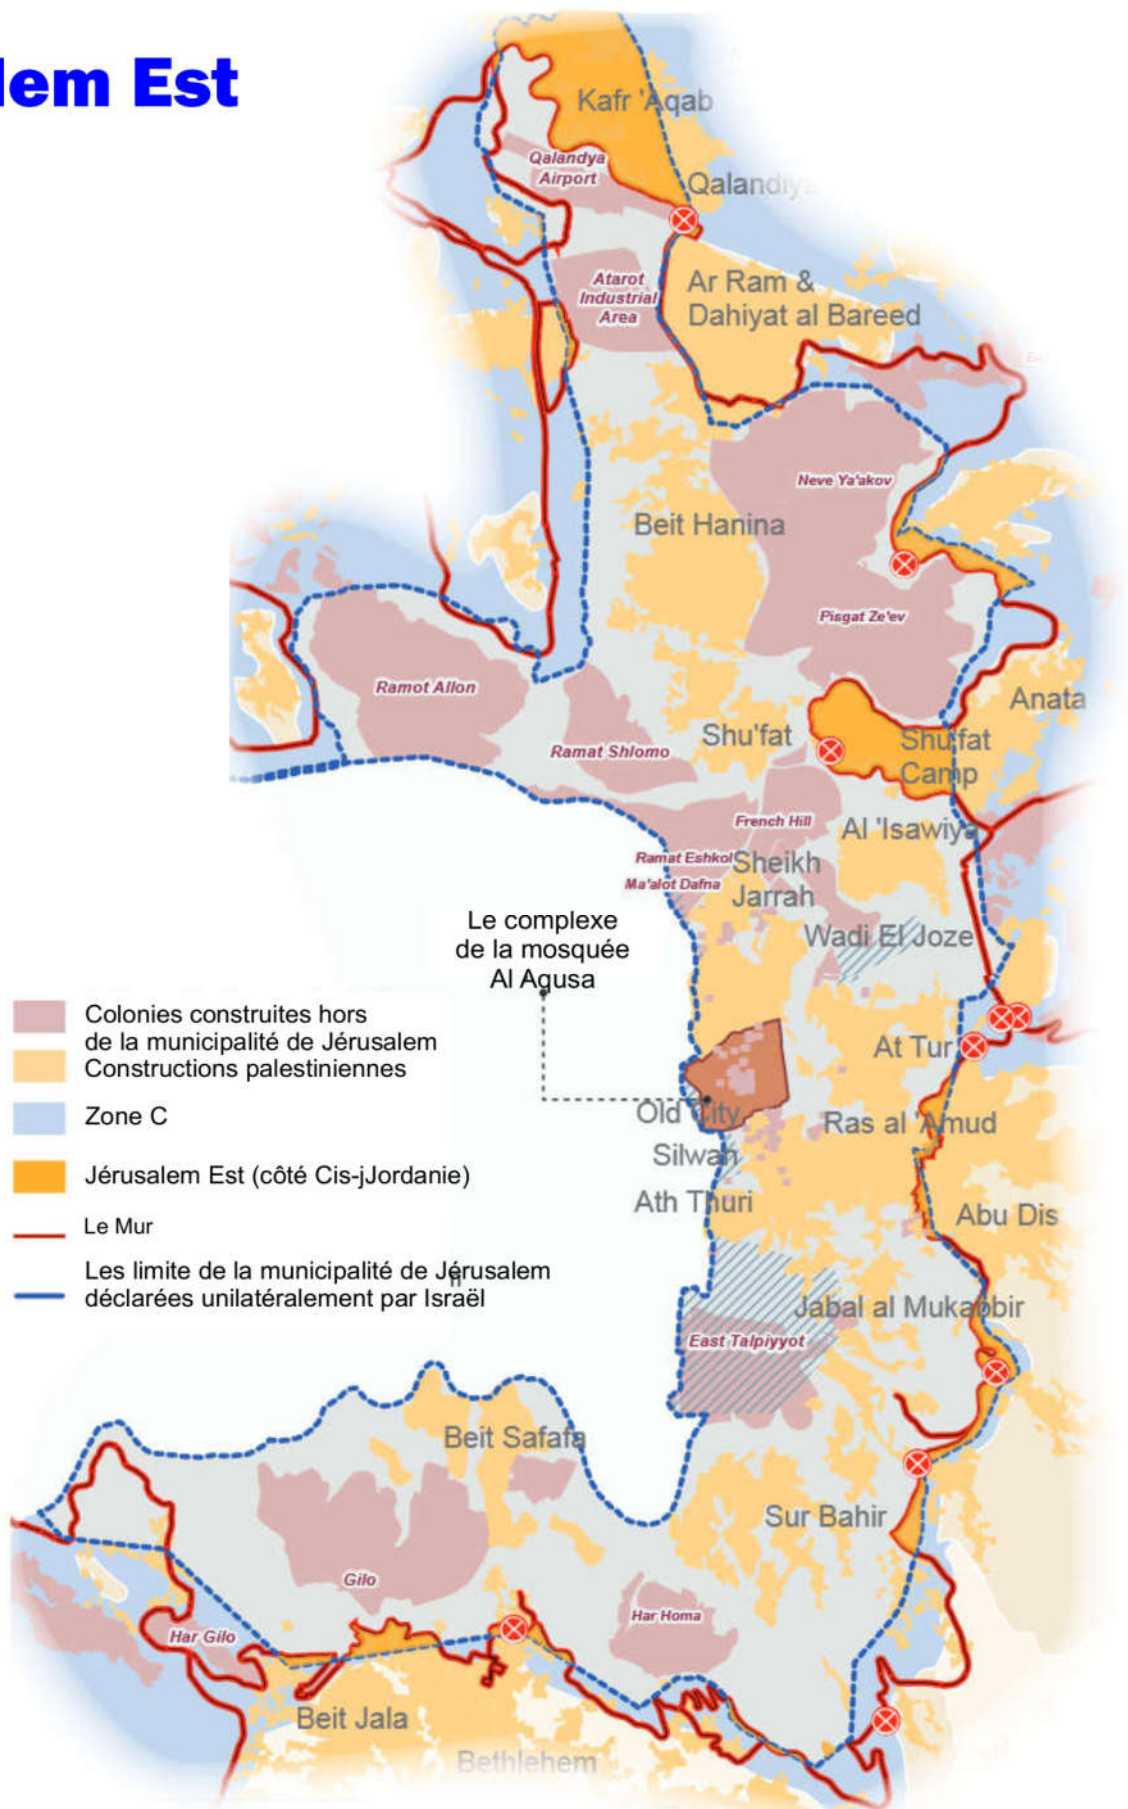 lem Est
Kafr 'Aqab
Qalandya
Airport
Qalandiya
Atarot
Industrial
Area
Ar Ram &
Dahiyat al Bareed
Neve Ya'akov
Beit Hanina
Pisgat Ze'ev
Ramot Allon
Anata
Shu'fat
Shu'fat
Camp
Ramat Shlomo
French Hill
Al 'Isawiya
Ramat Eshkol
Sheikh
Jarrah
Ma'alot Dafna
Le complexe
de la mosquée
Al Aqusa
Wadi El Joze
Colonies construites hors
de la municipalité de Jérusalem
Constructions palestiniennes
Zone C
Jérusalem Est (côté Cis-jJordanie)
Le Mur
Les limite de la municipalité de Jérusalem
déclarées unilatéralement par Israël
At Tur
Old City
Ras al 'Amud
Silwan
Ath Thuri
Abu Dis
Jabal al Mukabbir
East Talpiyyot
Beit Safafa
Sur Bahir
Gilo
Har Homa
Har Gilo
Beit Jala
Bethlehem